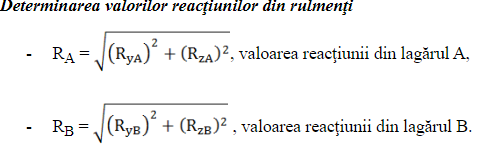 Determinarea valorilor reacţiunilor din rulmenţi
- R_A = √((R_yA)² + (R_zA)²), valoarea reacţiunii din lagărul A,
- R_B = √((R_yB)² + (R_zB)²) , valoarea reacţiunii din lagărul B.